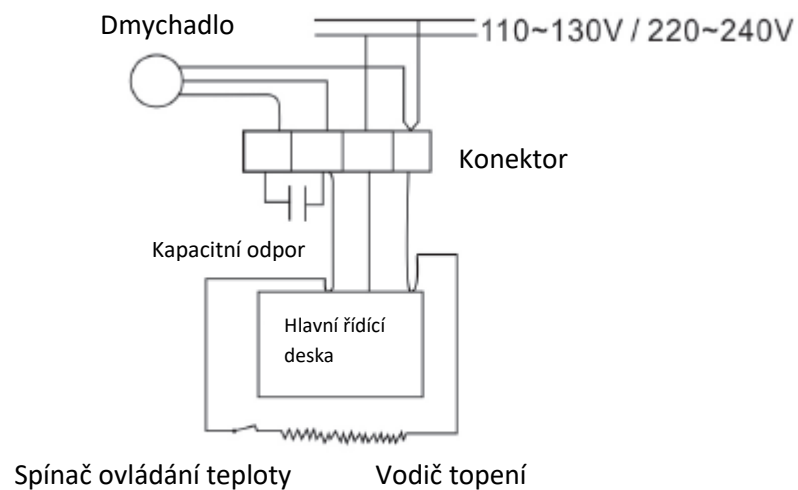 Dmychadlo
110~130V / 220~240V
Konektor
Kapacitní odpor
Hlavní řídící
deska
Spínač ovládání teploty
Vodič topení